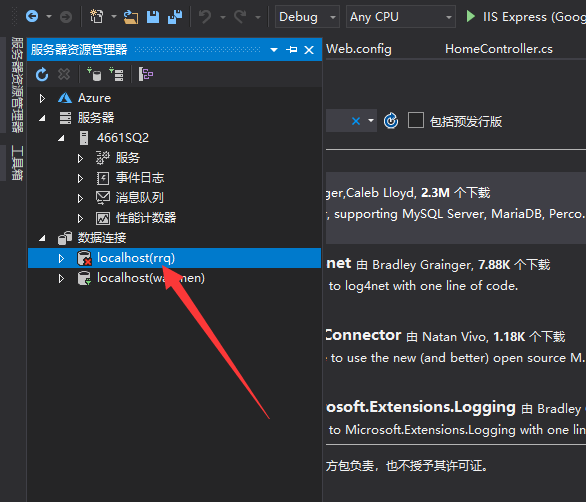 Debug
Any CPU
IIS Express (Goog
服务器资源管理器
工具箱
服务器资源管理器
Azure
服务器
4661SQ2
服务
事件日志
消息队列
性能计数器
数据连接
localhost(rrq)
Web.config
HomeController.cs
包括预发行版
ger,Caleb Lloyd, 2.3M 个下载
, supporting MySQL Server, MariaDB, Perco.
net 由 Bradley Grainger, 7.88K 个下载
to log4net with one line of code.
Connector 由 Natan Vivo, 1.18K 个下载
e to use the new (and better) open source M.
rosoft.Extensions.Logging 由 Bradley
to Microsoft.Extensions.Logging with one lin
方包负责，也不授予其许可证。